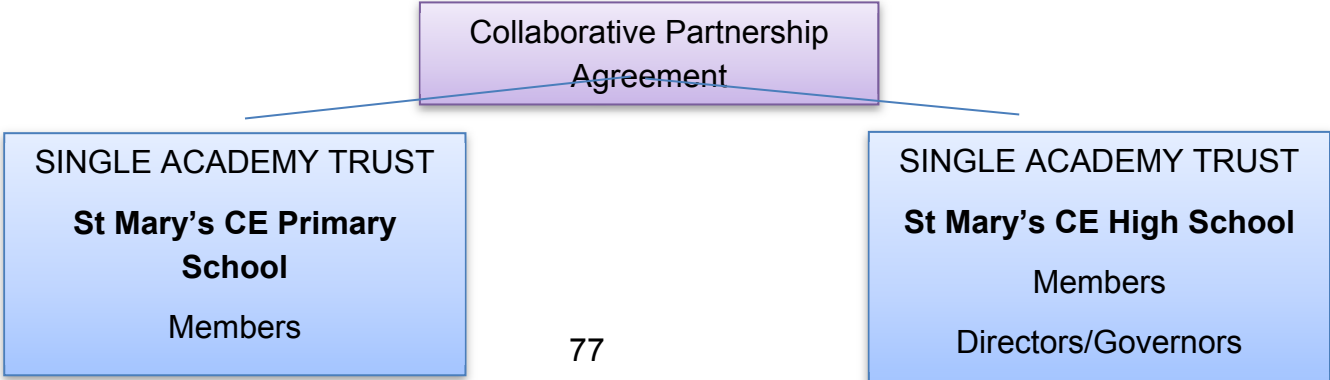 Collaborative Partnership
Agreement
SINGLE ACADEMY TRUST
St Mary’s CE Primary
School
Members
SINGLE ACADEMY TRUST
St Mary’s CE High School
Members
Directors/Governors
77